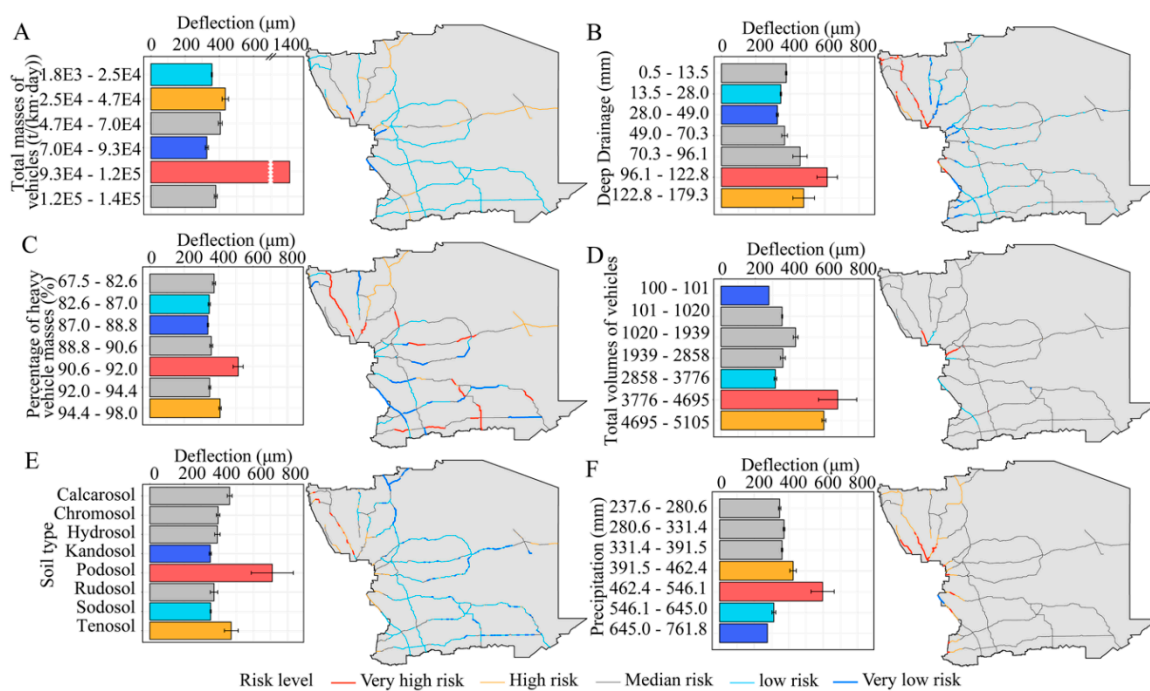 A
Deflection (μm)
0 200 400 600 1400
Total masses of
vehicles (t/(km·day))
1.8E3 - 2.5E4
2.5E4 - 4.7E4
4.7E4 - 7.0E4
7.0E4 - 9.3E4
9.3E4 - 1.2E5
1.2E5 - 1.4E5
B
Deflection (μm)
0 200 400 600 800
Deep Drainage (mm)
0.5 - 13.5
13.5 - 28.0
28.0 - 49.0
49.0 - 70.3
70.3 - 96.1
96.1 - 122.8
122.8 - 179.3
C
Deflection (μm)
0 200 400 600 800
Percentage of heavy
vehicle masses (%)
67.5 - 82.6
82.6 - 87.0
87.0 - 88.8
88.8 - 90.6
90.6 - 92.0
92.0 - 94.4
94.4 - 98.0
D
Deflection (μm)
0 200 400 600 800
Total volumes of vehicles
100 - 101
101 - 1020
1020 - 1939
1939 - 2858
2858 - 3776
3776 - 4695
4695 - 5105
E
Deflection (μm)
0 200 400 600 800
Soil type
Calcarosol
Chromosol
Hydrosol
Kandosol
Podosol
Rudosol
Sodosol
Tenosol
F
Deflection (μm)
0 200 400 600 800
Precipitation (mm)
237.6 - 280.6
280.6 - 331.4
331.4 - 391.5
391.5 - 462.4
462.4 - 546.1
546.1 - 645.0
645.0 - 761.8
Risk level Very high risk High risk Median risk low risk Very low risk